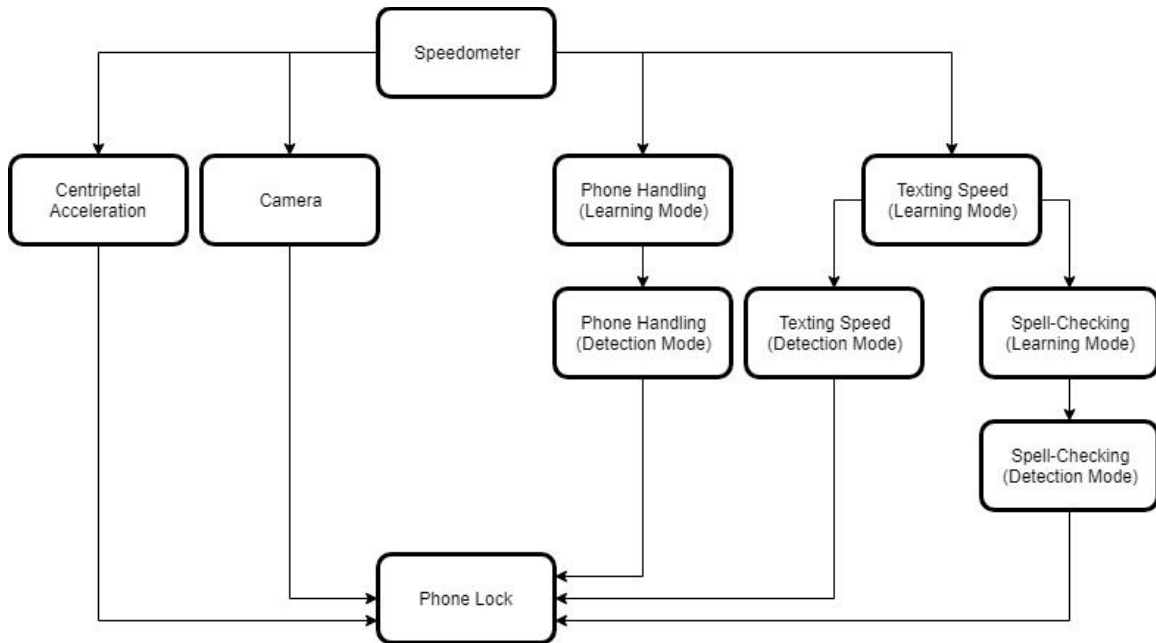 Speedometer
Centripetal
Acceleration
Camera
Phone Handling
(Learning Mode)
Texting Speed
(Learning Mode)
Phone Handling
(Detection Mode)
Texting Speed
(Detection Mode)
Spell-Checking
(Learning Mode)
Spell-Checking
(Detection Mode)
Phone Lock